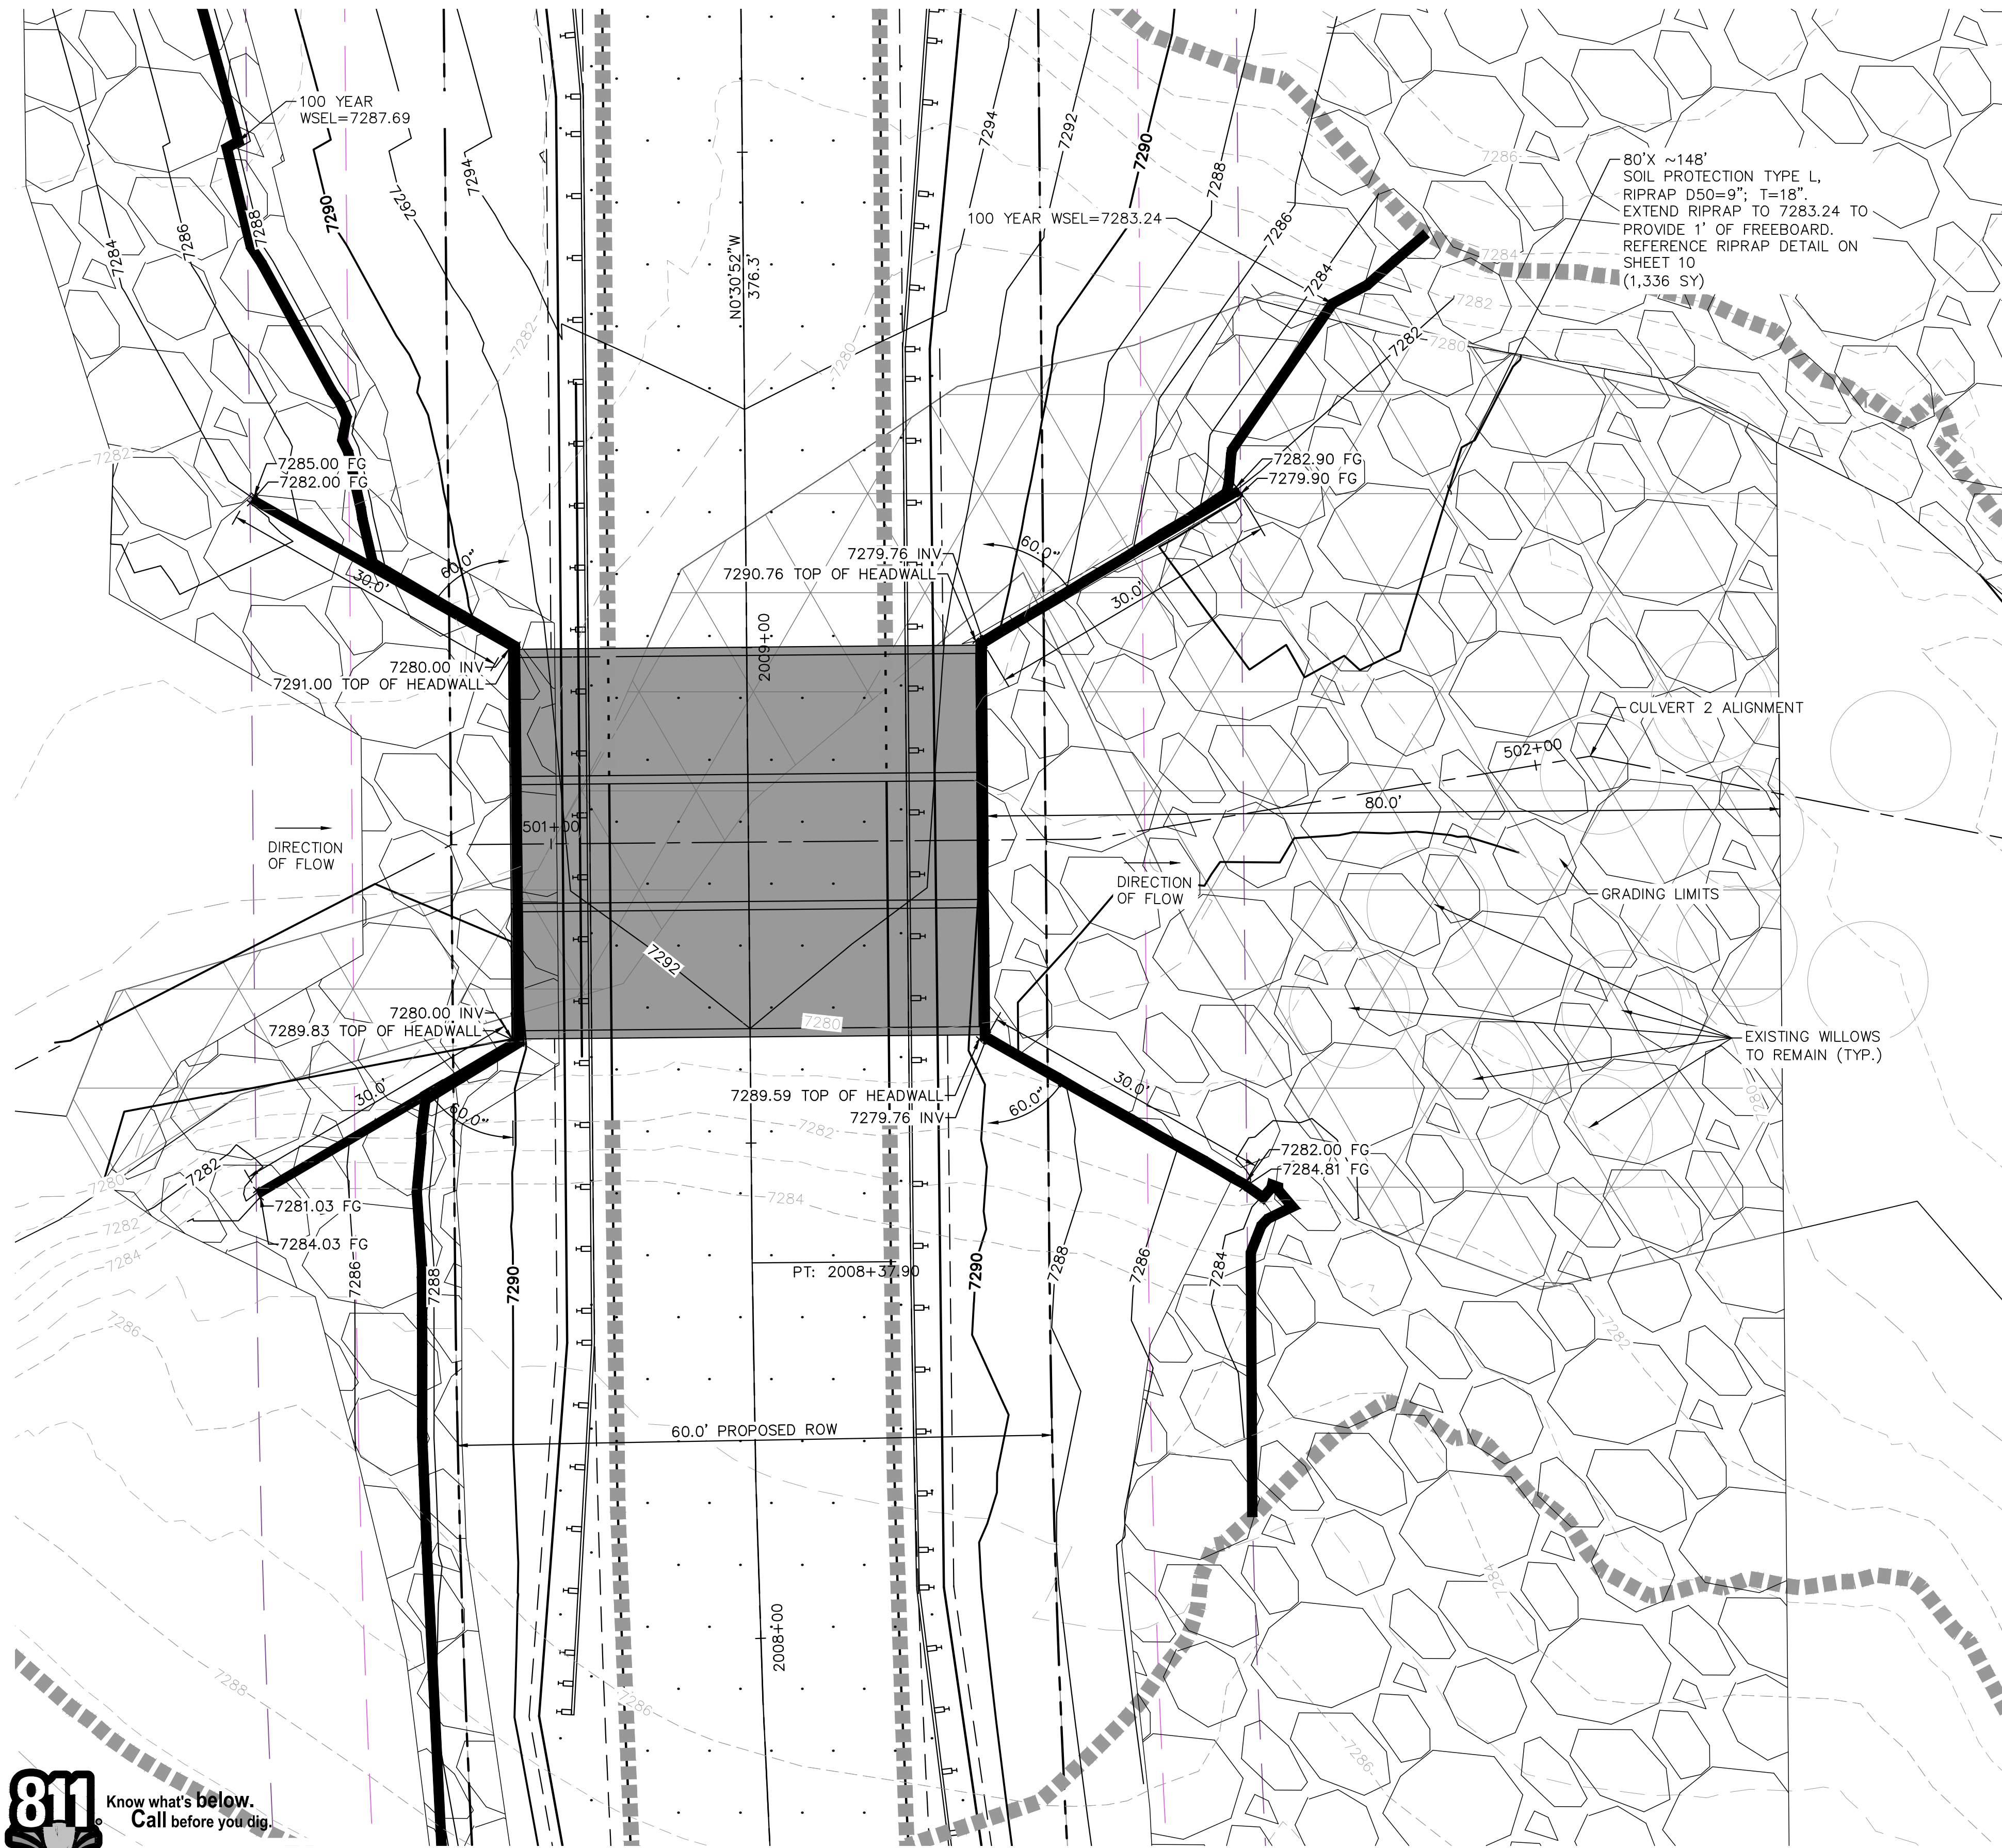 100 YEAR
WSEL=7287.69
7284
7286
7288
7290
7292
7294
N0°30'52"W
376.3'
7294
7292
7290
7288
7286
7284
7282
100 YEAR WSEL=7283.24
7286
7284
7282
7280
80'X ~148'
SOIL PROTECTION TYPE L,
RIPRAP D50=9"; T=18".
EXTEND RIPRAP TO 7283.24 TO
PROVIDE 1' OF FREEBOARD.
REFERENCE RIPRAP DETAIL ON
SHEET 10
(1,336 SY)
7282
7280
7282
7285.00 FG
7282.00 FG
7282.90 FG
7279.90 FG
60.0°
30.0'
7279.76 INV
7290.76 TOP OF HEADWALL
60.0°
30.0'
2009+00
7280.00 INV
7291.00 TOP OF HEADWALL
CULVERT 2 ALIGNMENT
502+00
80.0'
501+00
DIRECTION
OF FLOW
DIRECTION
OF FLOW
GRADING LIMITS
7292
7280
7280.00 INV
7289.83 TOP OF HEADWALL
EXISTING WILLOWS
TO REMAIN (TYP.)
30.0'
60.0°
7289.59 TOP OF HEADWALL
7279.76 INV
30.0'
60.0°
7280
7282
7282.00 FG
7284.81 FG
7282
7280
7281.03 FG
7284.03 FG
7284
7282
7284
7286
7286
7288
7290
7290
7288
7286
7284
PT: 2008+37.90
7282
60.0' PROPOSED ROW
7284
2008+00
7288
7286
7286
811
Know what's below.
Call before you dig.